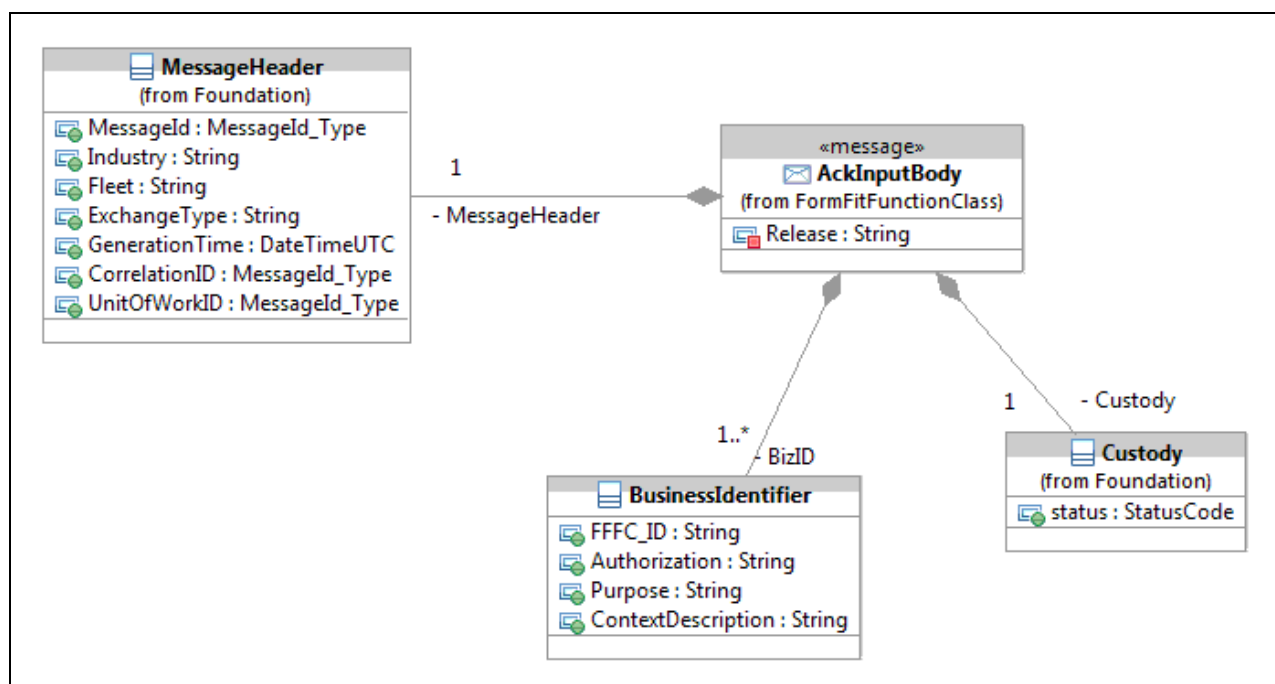 MessageHeader
(from Foundation)
MessageId : MessageId_Type
Industry : String
Fleet : String
ExchangeType : String
GenerationTime : DateTimeUTC
CorrelationID : MessageId_Type
UnitOfWorkID : MessageId_Type
1
- MessageHeader
«message»
AckInputBody
(from FormFitFunctionClass)
Release : String
1..*
- BizID
1
- Custody
BusinessIdentifier
FFFC_ID : String
Authorization : String
Purpose : String
ContextDescription : String
Custody
(from Foundation)
status : StatusCode